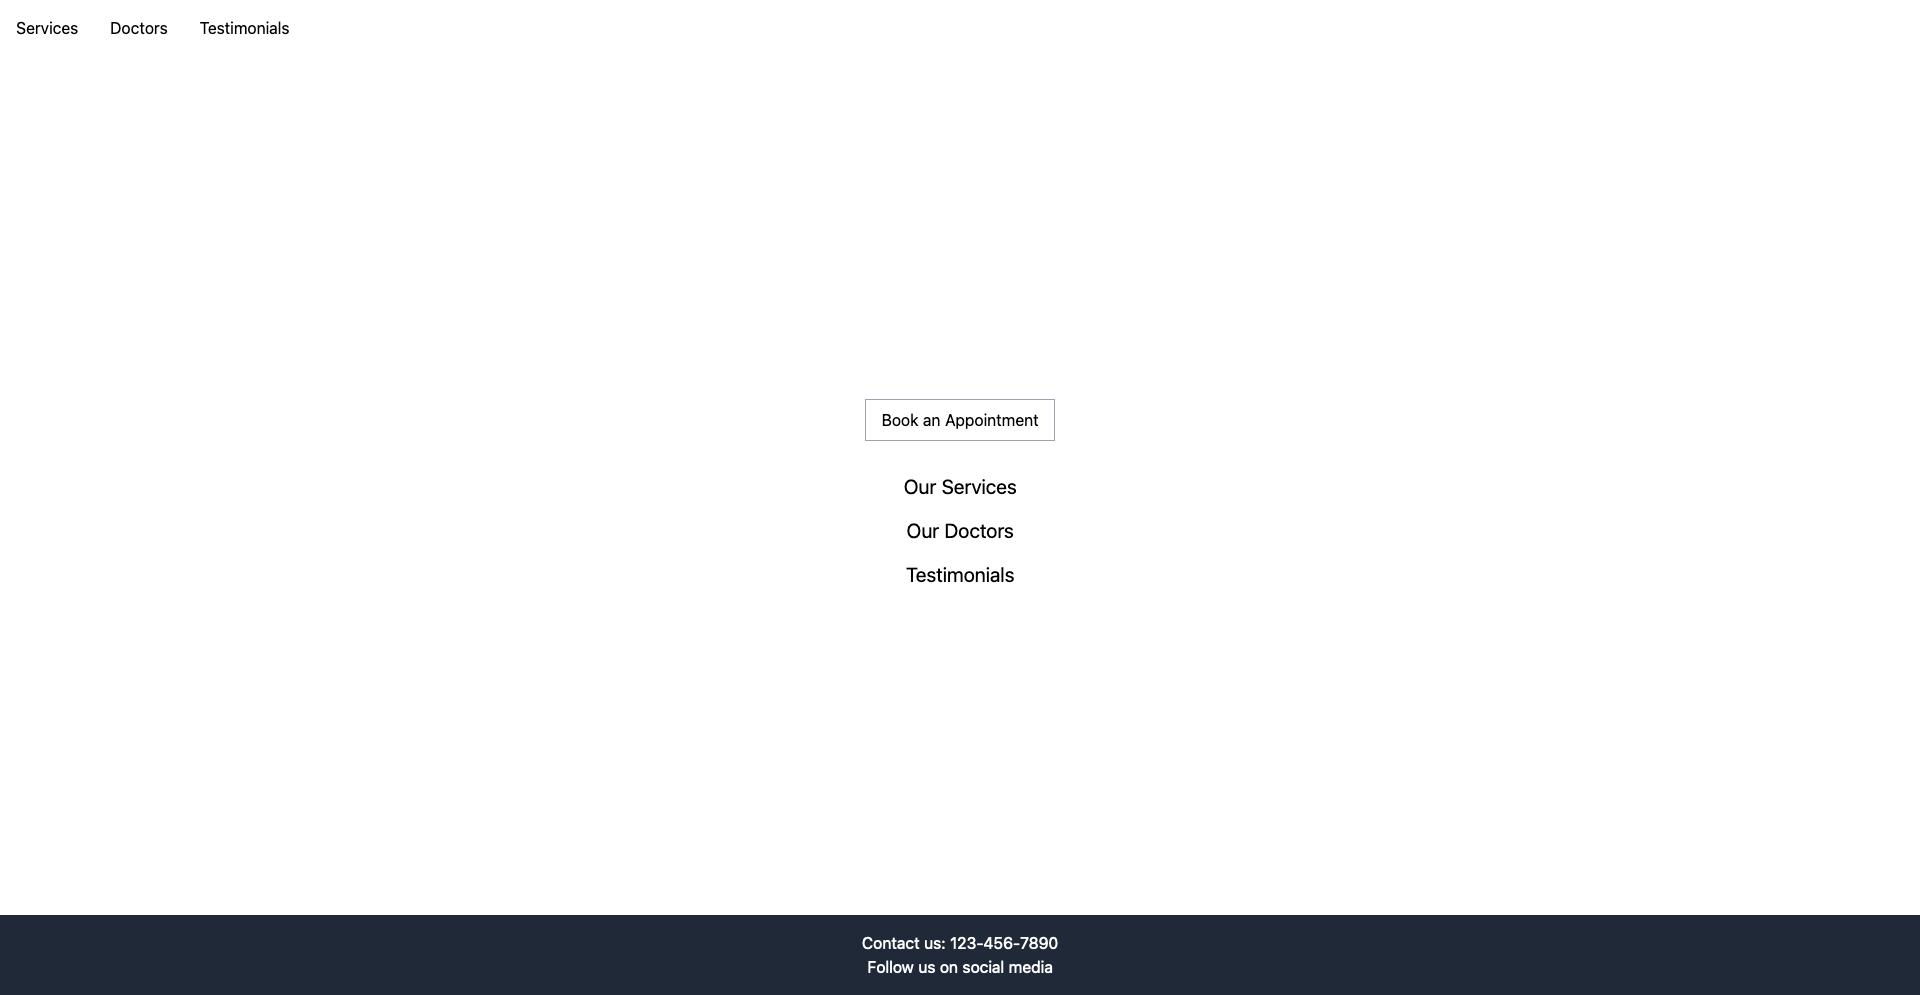 Services Doctors Testimonials
Book an Appointment
Our Services
Our Doctors
Testimonials
Contact us: 123-456-7890
Follow us on social media